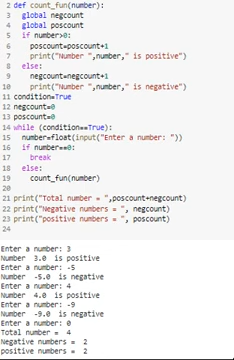 2 def count_fun(number):
3 global negcount
4 global poscount
5 if number>0:
6 poscount=poscount+1
7 print("Number ",number," is positive")
8 else:
9 negcount=negcount+1
10 print("Number ",number," is negative")
11 condition=True
12 negcount=0
13 poscount=0
14 while (condition==True):
15 number=float(input("Enter a number: "))
16 if number==0:
17 break
18 else:
19 count_fun(number)
20
21 print("Total number = ",poscount+negcount)
22 print("Negative numbers = ", negcount)
23 print("positive numbers = ", poscount)
24
Enter a number: 3
Number 3.0 is positive
Enter a number: -5
Number -5.0 is negative
Enter a number: 4
Number 4.0 is positive
Enter a number: -9
Number -9.0 is negative
Enter a number: 0
Total number = 4
Negative numbers = 2
positive numbers = 2